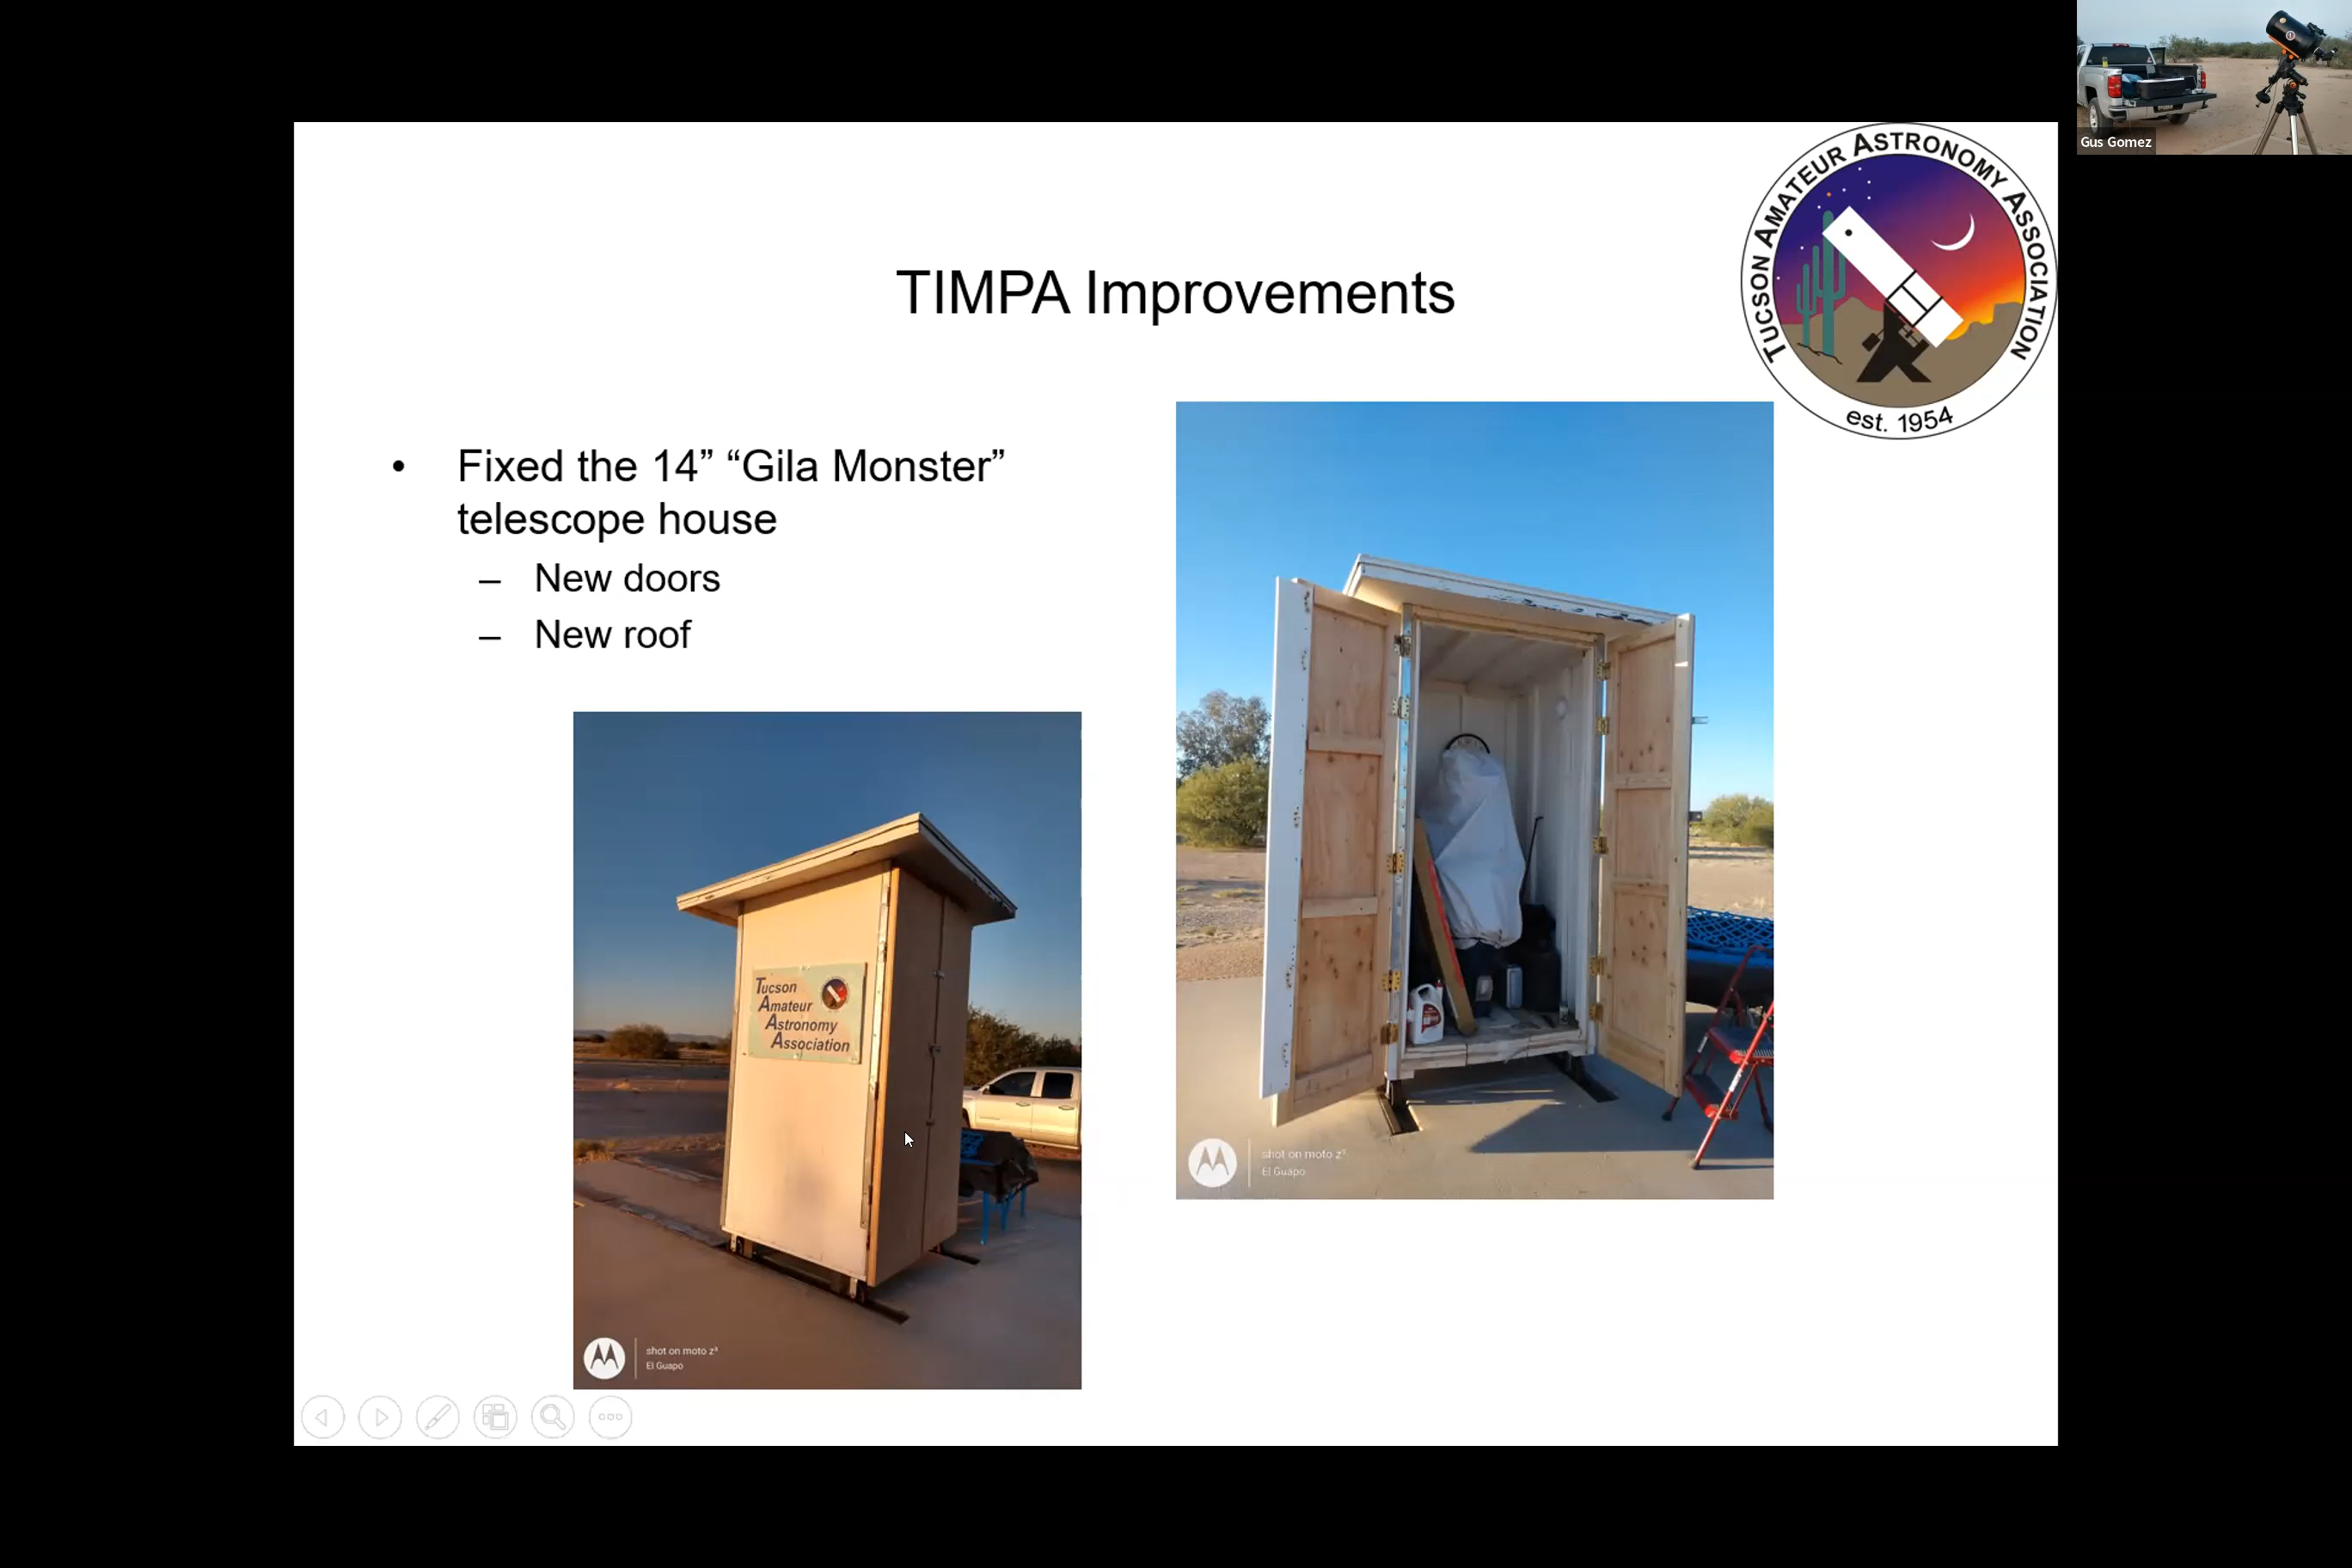 Gus Gomez
TUCSON AMATEUR ASTRONOMY ASSOCIATION
est. 1954
TIMPA Improvements
• Fixed the 14” “Gila Monster”
telescope house
– New doors
– New roof
Tucson
Amateur
Astronomy
Association
shot on moto z³
El Guapo
shot on moto z³
El Guapo